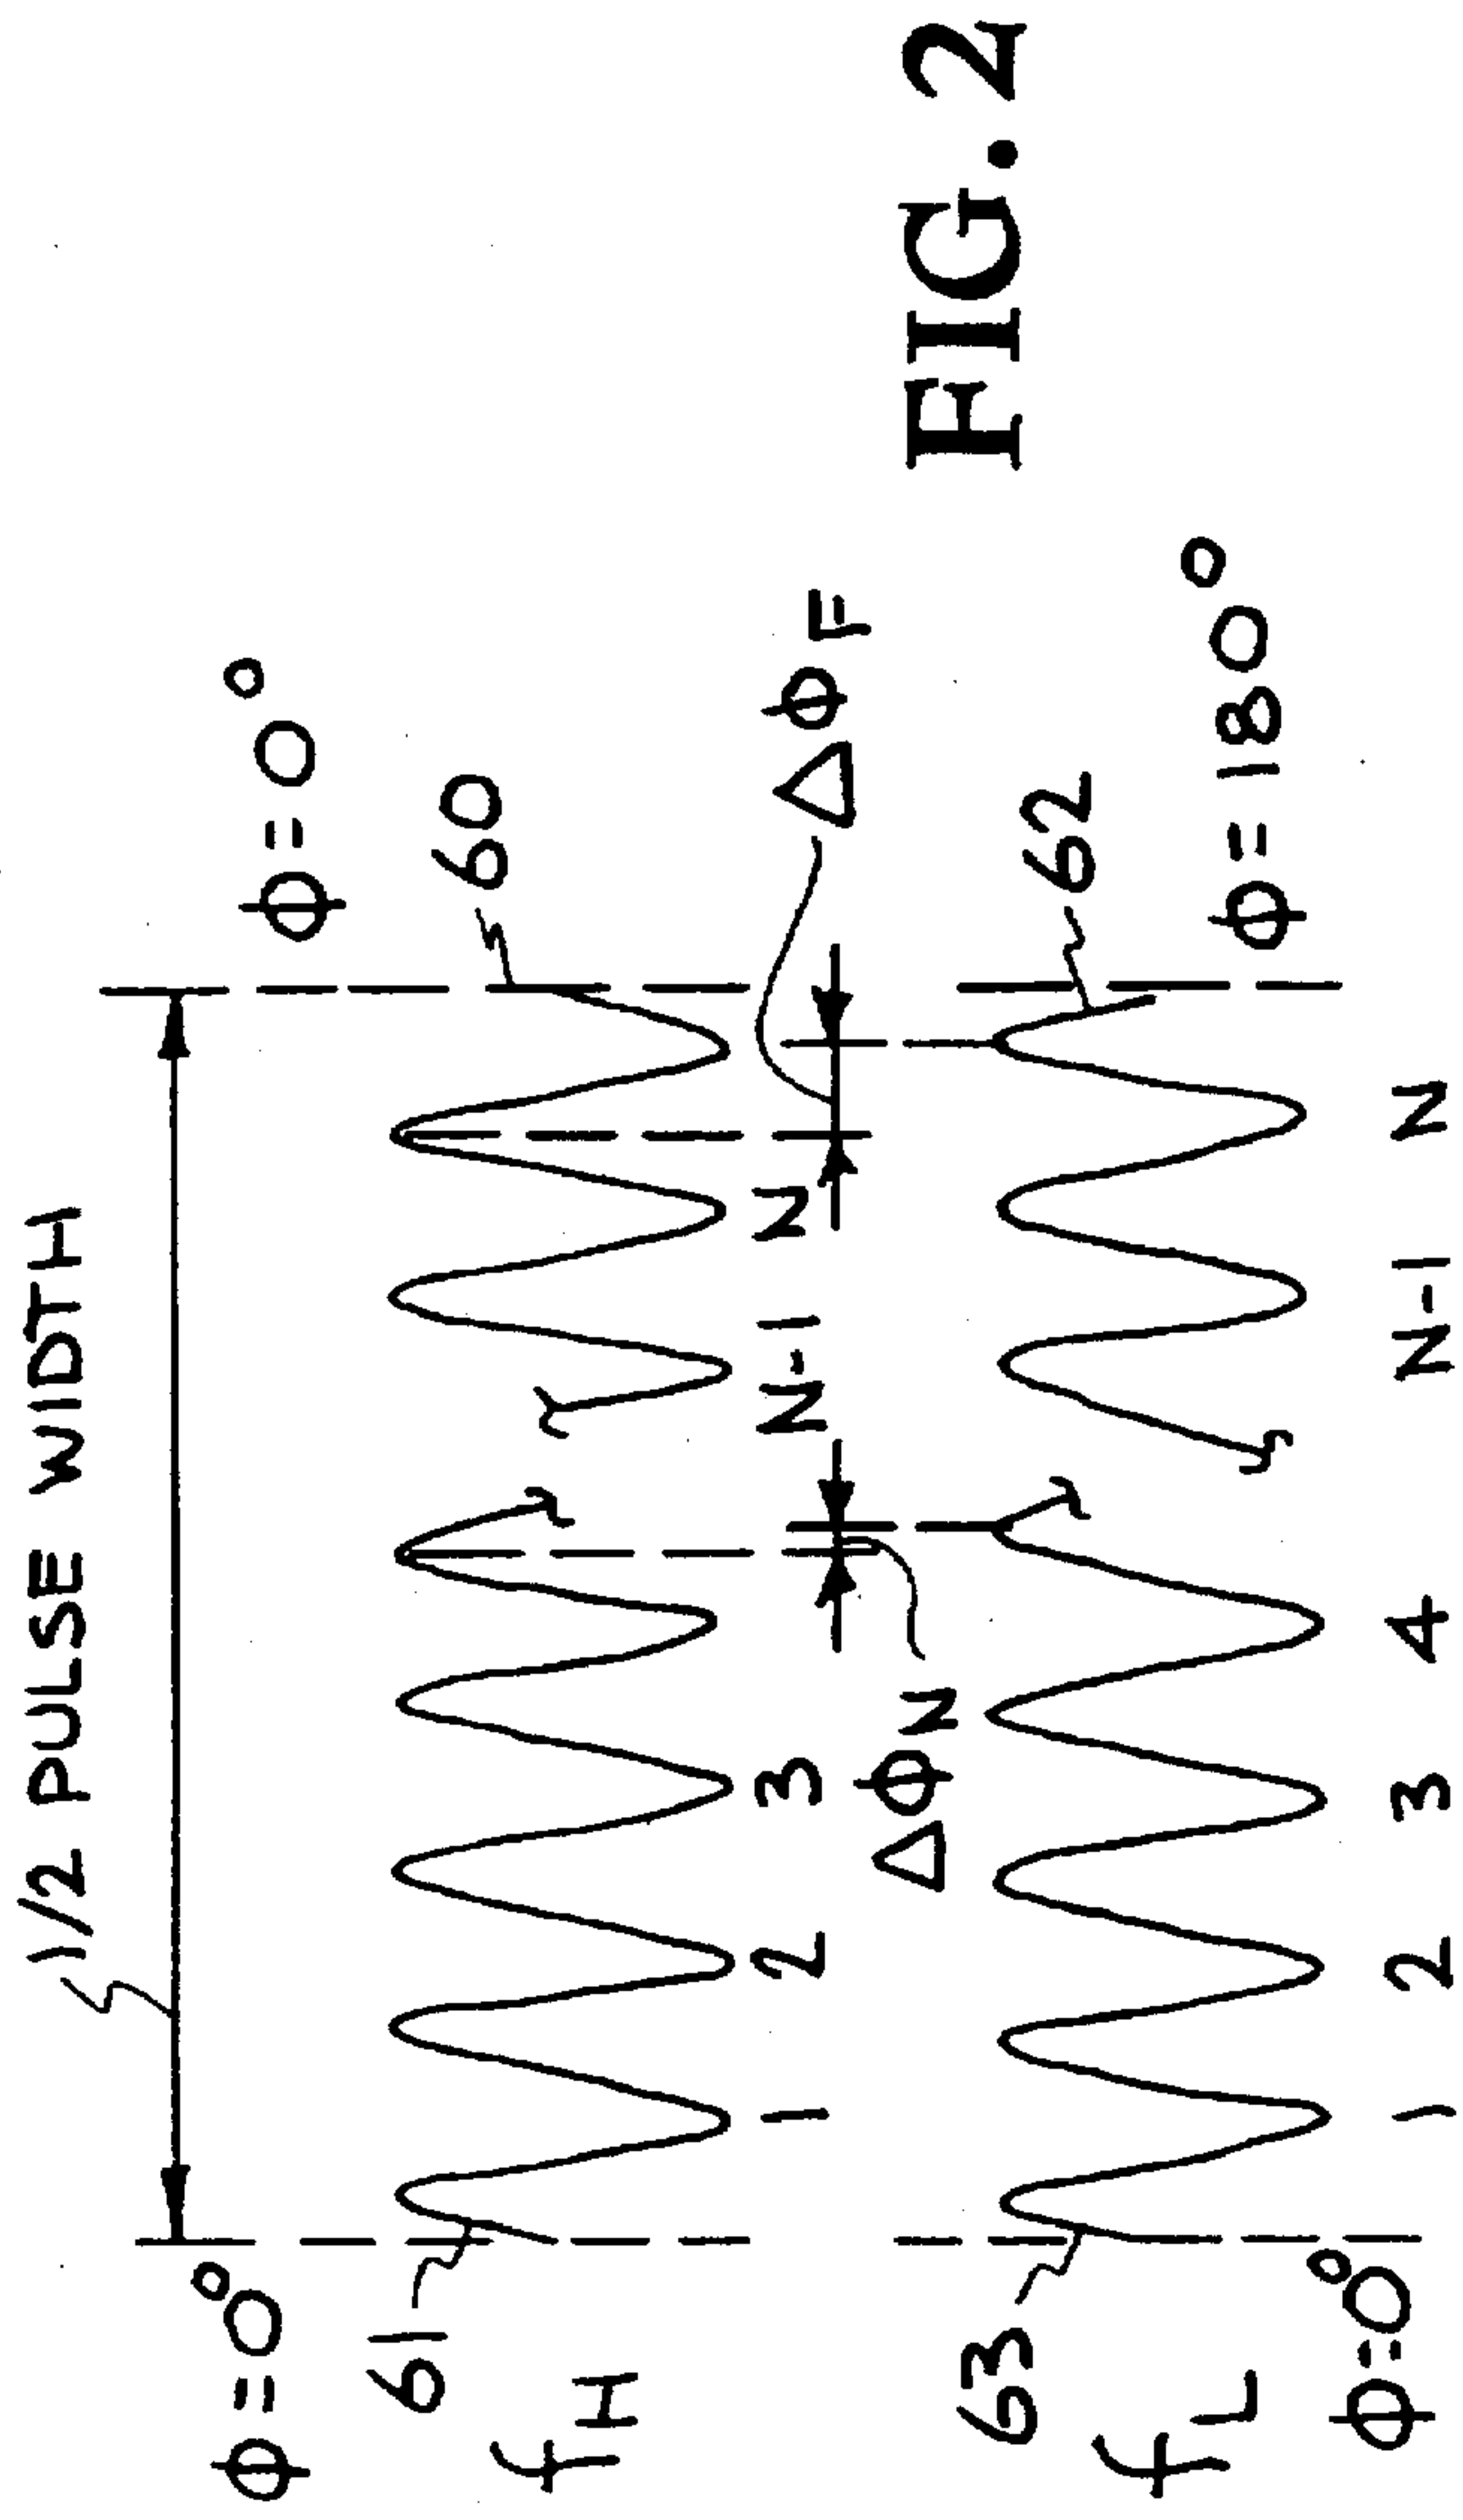 1/2 PULSE WIDTH
ϕ=0° ϕ=0°
61 60
fH
1 2 3 N-1 N
ΔϕN ΔϕF
63 62
fL
ϕ=0° ϕ=180°
1 2 3 4 N-1 N
FIG. 2